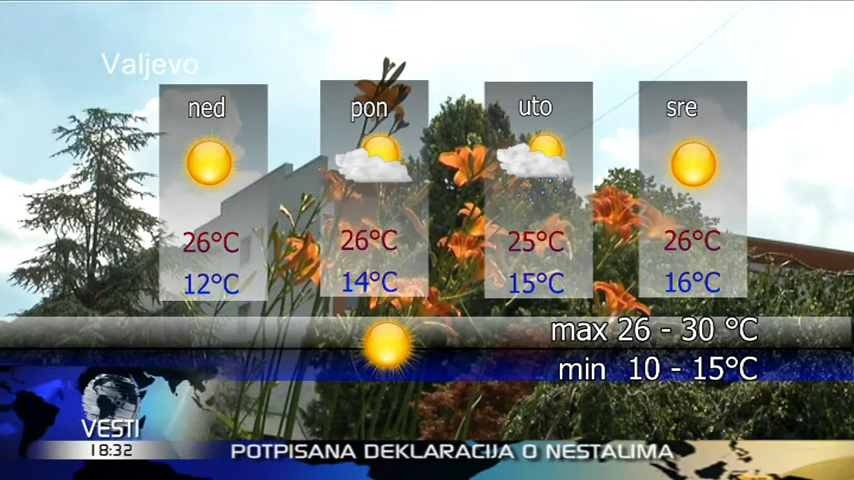 Valjevo
ned pon uto sre
26°C 26°C 25°C 26°C
12°C 14°C 15°C 16°C
max 26 - 30 °C
min 10 - 15°C
VESTI
18:32
POTPISANA DEKLARACIJA O NESTALIMA